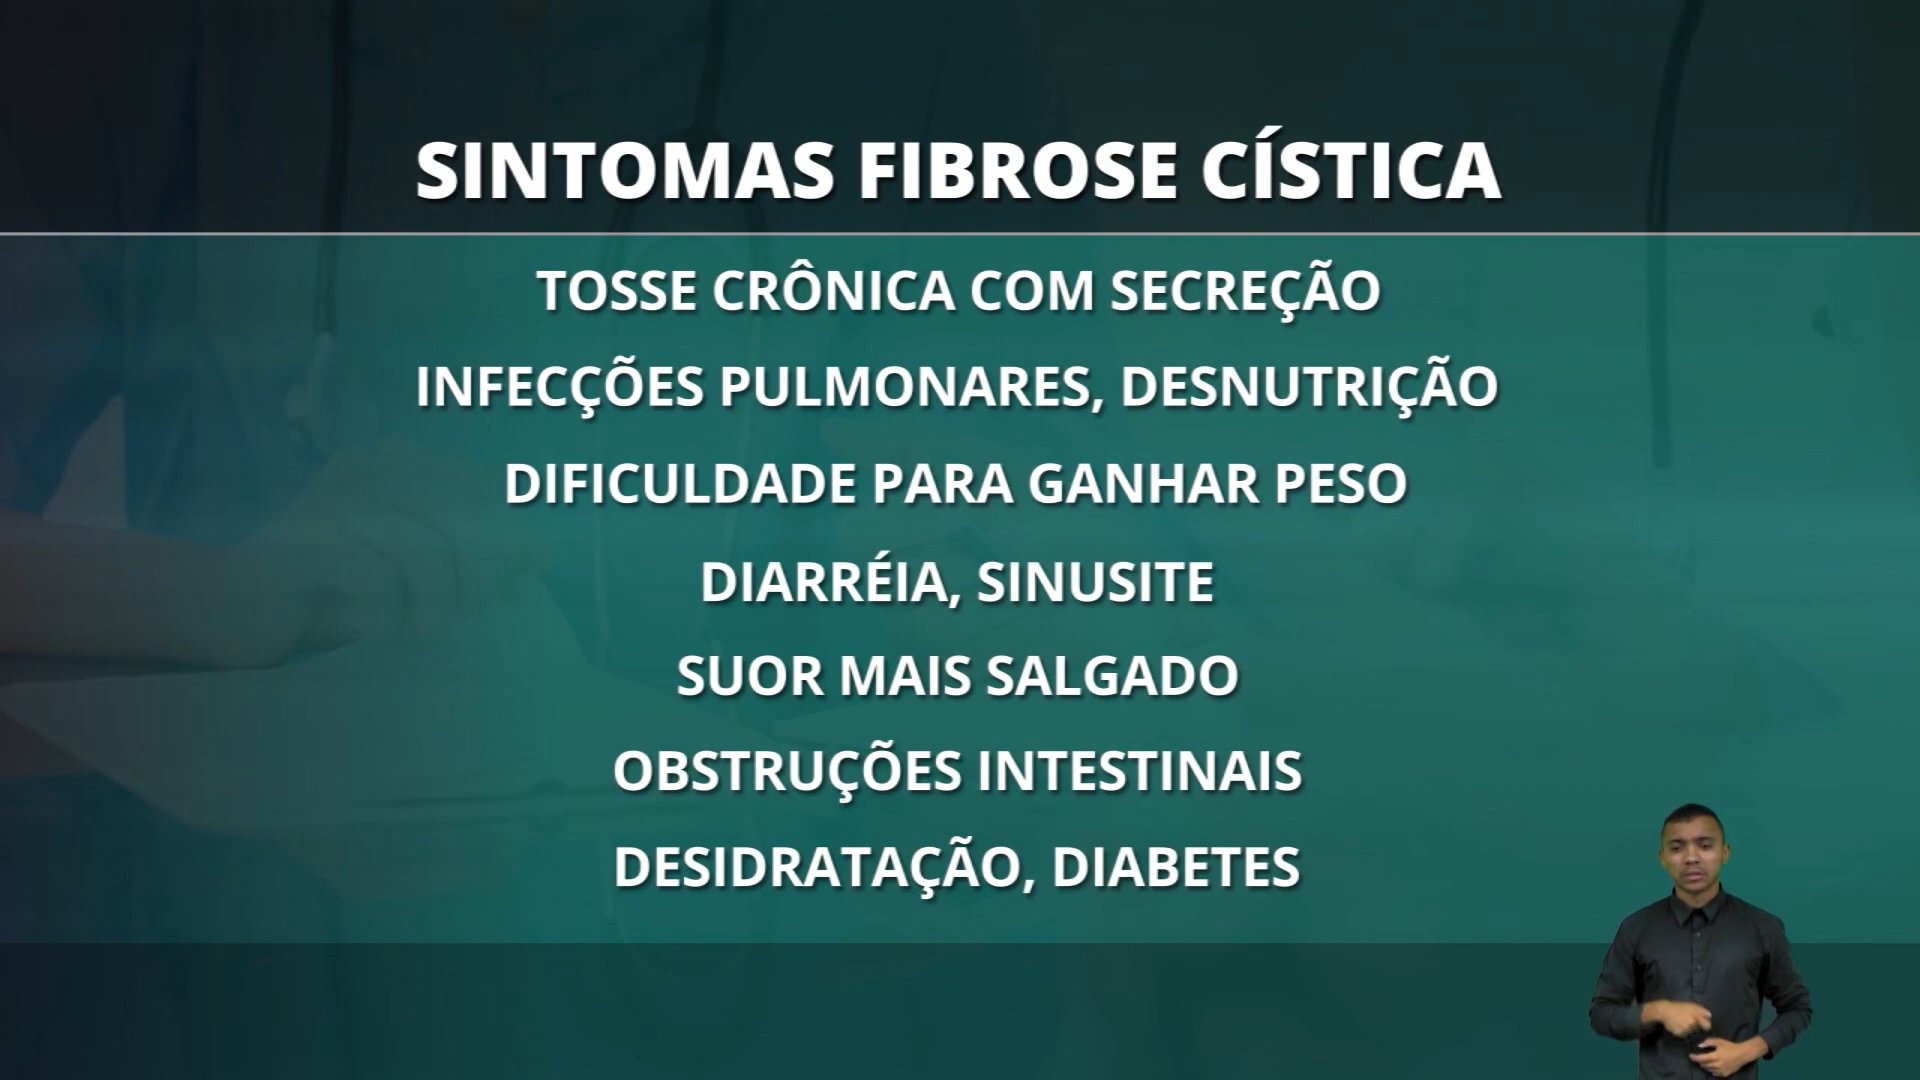 SINTOMAS FIBROSE CÍSTICA
TOSSE CRÔNICA COM SECREÇÃO
INFECÇÕES PULMONARES, DESNUTRIÇÃO
DIFICULDADE PARA GANHAR PESO
DIARRÉIA, SINUSITE
SUOR MAIS SALGADO
OBSTRUÇÕES INTESTINAIS
DESIDRATAÇÃO, DIABETES